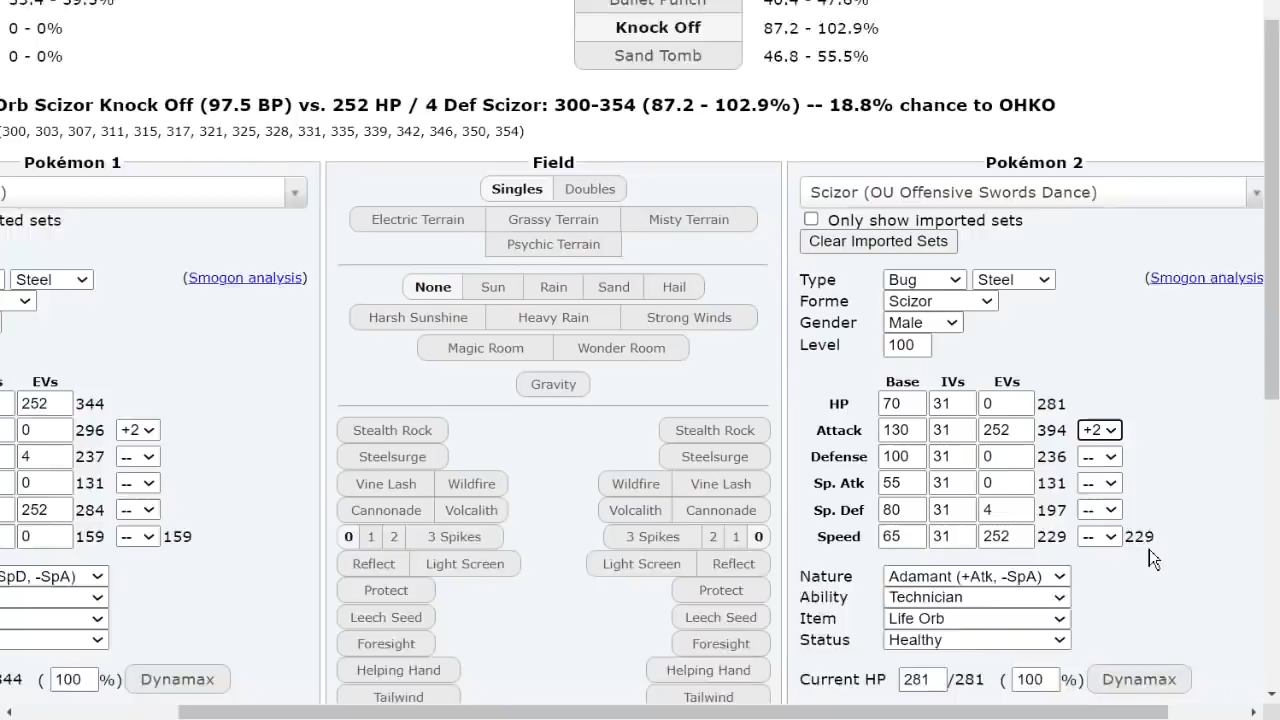 Bullet Punch
0 - 0%
Knock Off
87.2 - 102.9%
0 - 0%
Sand Tomb
46.8 - 55.5%
Orb Scizor Knock Off (97.5 BP) vs. 252 HP / 4 Def Scizor: 300-354 (87.2 - 102.9%) -- 18.8% chance to OHKO
(300, 303, 307, 311, 315, 317, 321, 325, 328, 331, 335, 339, 342, 346, 350, 354)
Pokémon 1
)
ted sets
Steel
(Smogon analysis)
EVs
252 344
0 296 +2
4 237 --
0 131 --
252 284 --
0 159 -- 159
SpD, -SpA)
344 ( 100 %) Dynamax
Field
Singles Doubles
Electric Terrain Grassy Terrain Misty Terrain
Psychic Terrain
None Sun Rain Sand Hail
Harsh Sunshine Heavy Rain Strong Winds
Magic Room Wonder Room
Gravity
Stealth Rock Stealth Rock
Steelsurge Steelsurge
Vine Lash Wildfire Wildfire Vine Lash
Cannonade Volcalith Volcalith Cannonade
0 1 2 3 Spikes 3 Spikes 2 1 0
Reflect Light Screen Light Screen Reflect
Protect Protect
Leech Seed Leech Seed
Foresight Foresight
Helping Hand Helping Hand
Tailwind Tailwind
Pokémon 2
Scizor (OU Offensive Swords Dance)
Only show imported sets
Clear Imported Sets
Type Bug Steel (Smogon analysis
Forme Scizor
Gender Male
Level 100
Base IVs EVs
HP 70 31 0 281
Attack 130 31 252 394 +2
Defense 100 31 0 236 --
Sp. Atk 55 31 0 131 --
Sp. Def 80 31 4 197 --
Speed 65 31 252 229 -- 229
Nature Adamant (+Atk, -SpA)
Ability Technician
Item Life Orb
Status Healthy
Current HP 281 /281 ( 100 %) Dynamax